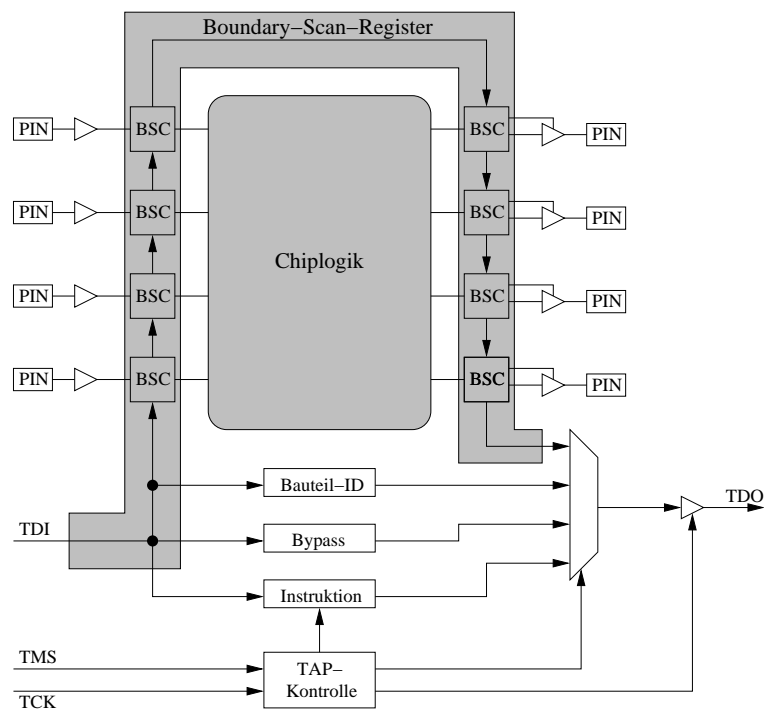 Boundary–Scan–Register
PIN BSC BSC PIN
PIN BSC BSC PIN
Chiplogik
PIN BSC BSC PIN
PIN BSC BSC PIN
Bauteil–ID
TDO
TDI
Bypass
Instruktion
TMS
TAP–
Kontrolle
TCK